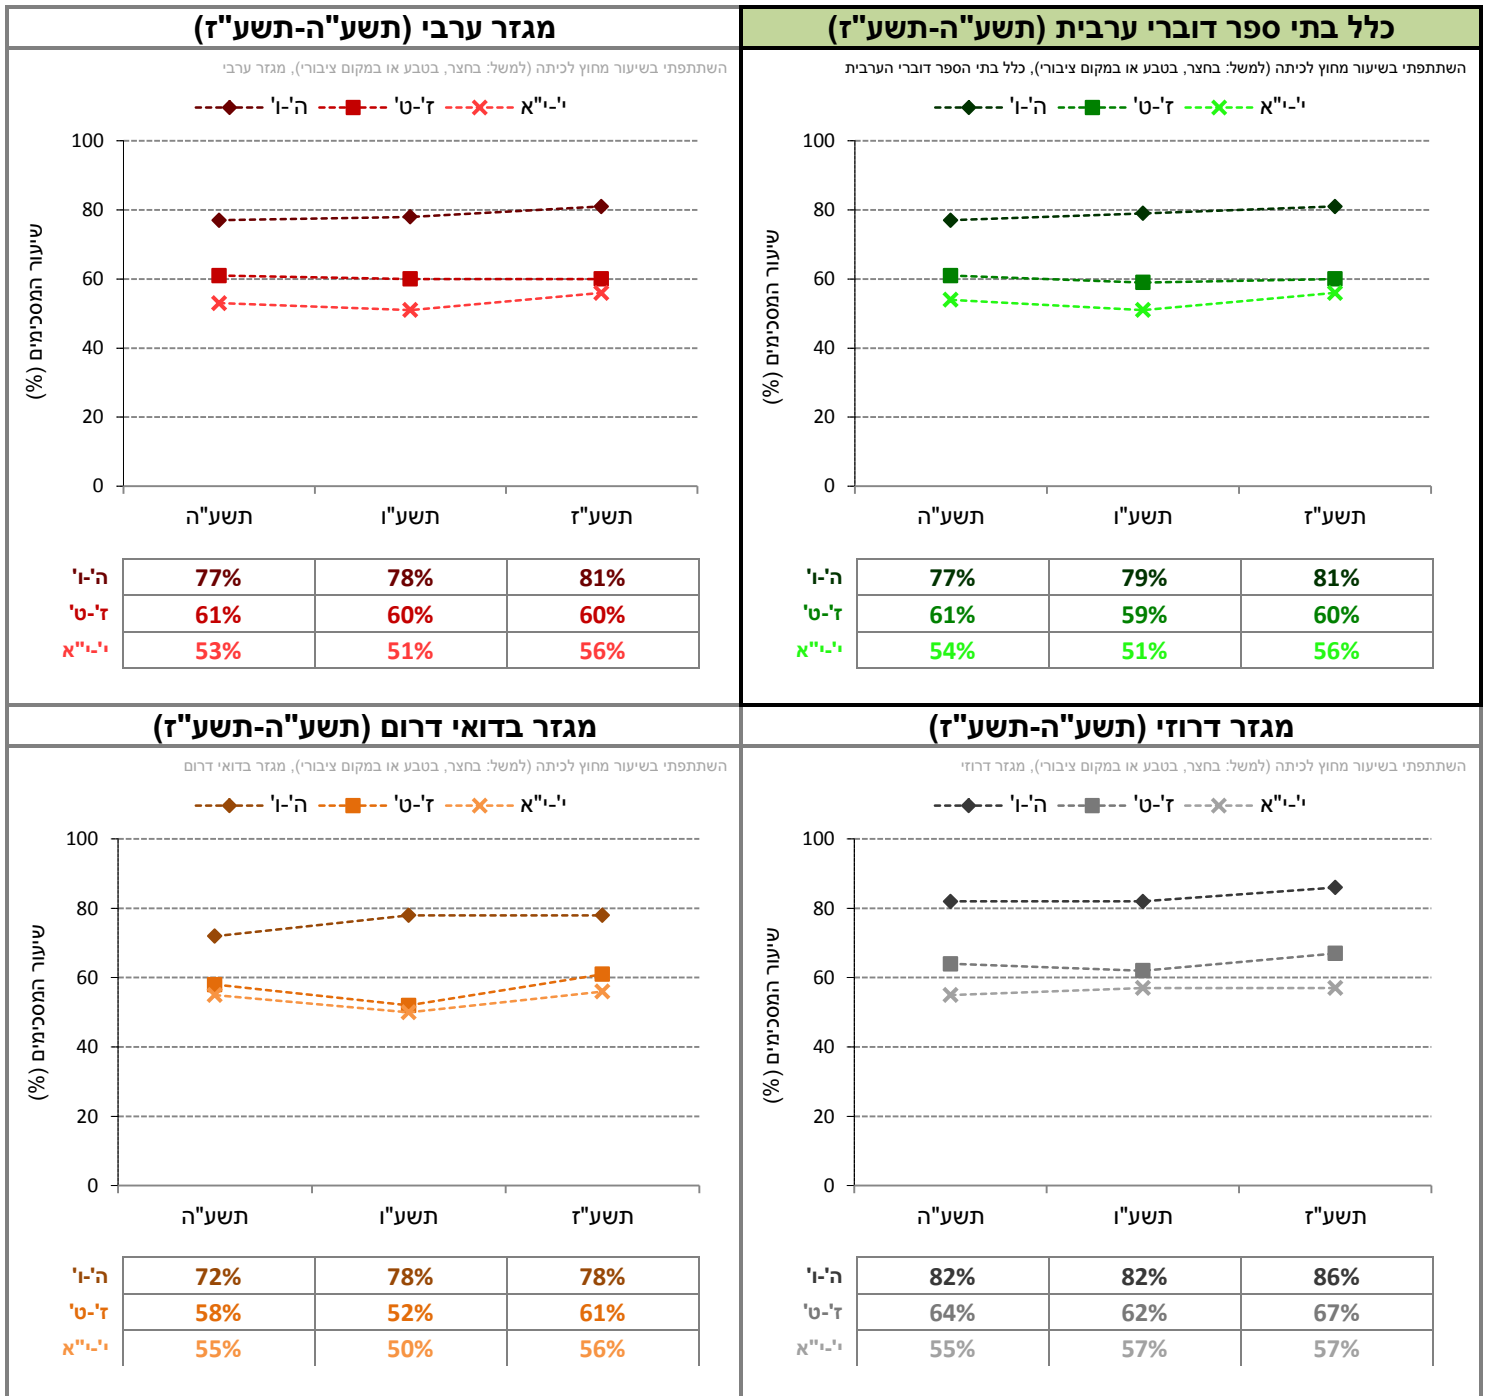 כלל בתי ספר דוברי ערבית (תשע"ה-תשע"ז)
השתתפתי בשיעור מחוץ לכיתה (למשל: בחצר, בטבע או במקום ציבורי), כלל בתי הספר דוברי הערבית
ה'-ו' ז'-ט' י'-י"א
שיעור המסכימים (%)
100
80
60
40
20
0
תשע"ה תשע"ו תשע"ז
ה'-ו' 77% 79% 81%
ז'-ט' 61% 59% 60%
י'-י"א 54% 51% 56%
מגזר ערבי (תשע"ה-תשע"ז)
השתתפתי בשיעור מחוץ לכיתה (למשל: בחצר, בטבע או במקום ציבורי), מגזר ערבי
ה'-ו' ז'-ט' י'-י"א
שיעור המסכימים (%)
100
80
60
40
20
0
תשע"ה תשע"ו תשע"ז
ה'-ו' 77% 78% 81%
ז'-ט' 61% 60% 60%
י'-י"א 53% 51% 56%
מגזר דרוזי (תשע"ה-תשע"ז)
השתתפתי בשיעור מחוץ לכיתה (למשל: בחצר, בטבע או במקום ציבורי), מגזר דרוזי
ה'-ו' ז'-ט' י'-י"א
שיעור המסכימים (%)
100
80
60
40
20
0
תשע"ה תשע"ו תשע"ז
ה'-ו' 82% 82% 86%
ז'-ט' 64% 62% 67%
י'-י"א 55% 57% 57%
מגזר בדואי דרום (תשע"ה-תשע"ז)
השתתפתי בשיעור מחוץ לכיתה (למשל: בחצר, בטבע או במקום ציבורי), מגזר בדואי דרום
ה'-ו' ז'-ט' י'-י"א
שיעור המסכימים (%)
100
80
60
40
20
0
תשע"ה תשע"ו תשע"ז
ה'-ו' 72% 78% 78%
ז'-ט' 58% 52% 61%
י'-י"א 55% 50% 56%